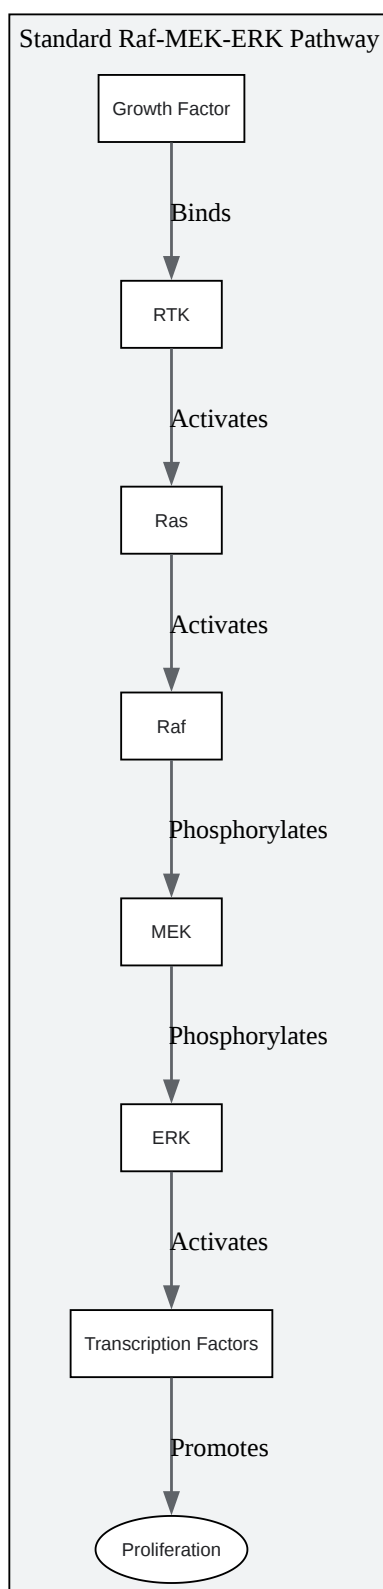 Standard Raf-MEK-ERK Pathway
Growth Factor
Binds
RTK
Activates
Ras
Activates
Raf
Phosphorylates
MEK
Phosphorylates
ERK
Activates
Transcription Factors
Promotes
Proliferation